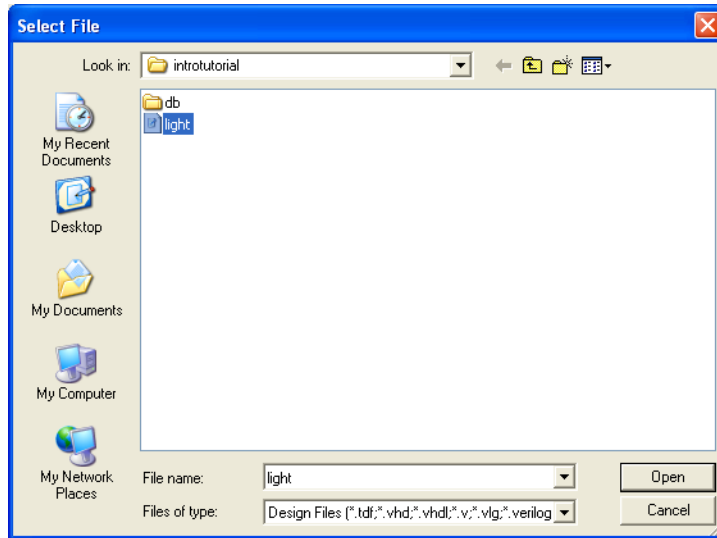 Select File
Look in:
introtutorial
db
light
My Recent
Documents
Desktop
My Documents
My Computer
My Network
Places
File name:
light
Open
Files of type:
Design Files (*.tdf;*.vhd;*.vhdl;*.v;*.vlg;*.verilog
Cancel